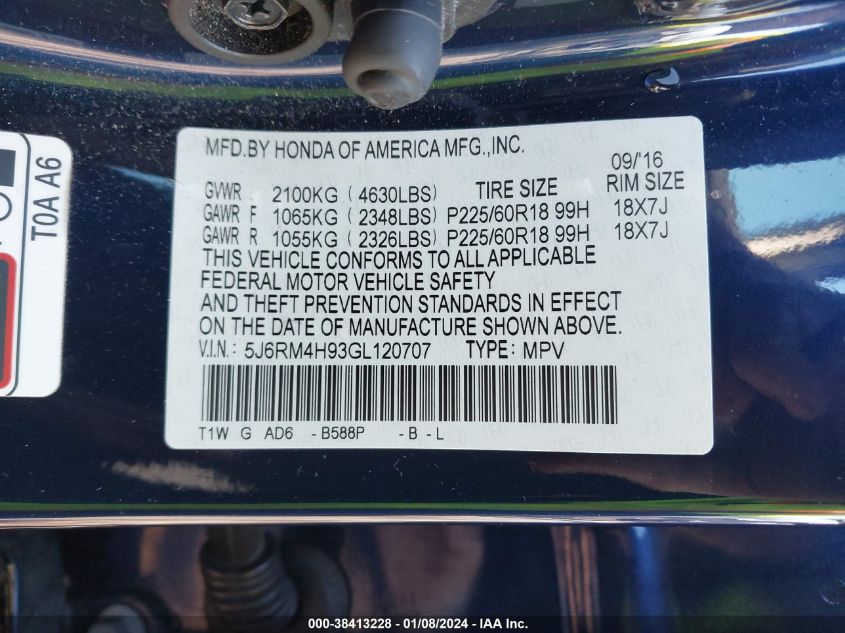 MFD.BY HONDA OF AMERICA MFG.,INC.
09/'16
GVWR 2100KG ( 4630LBS) TIRE SIZE RIM SIZE
GAWR F 1065KG ( 2348LBS) P225/60R18 99H 18X7J
GAWR R 1055KG ( 2326LBS) P225/60R18 99H 18X7J
THIS VEHICLE CONFORMS TO ALL APPLICABLE
FEDERAL MOTOR VEHICLE SAFETY
AND THEFT PREVENTION STANDARDS IN EFFECT
ON THE DATE OF MANUFACTURE SHOWN ABOVE.
V.I.N.: 5J6RM4H93GL120707 TYPE: MPV
T1W G AD6 -B588P -B -L
T0A A6
000-38413228 - 01/08/2024 - IAA Inc.